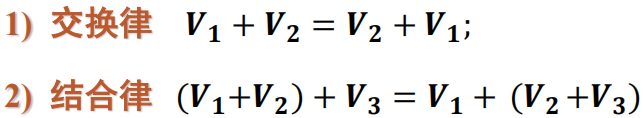 1) 交换律 V₁ + V₂ = V₂ + V₁;
2) 结合律 (V₁+V₂) + V₃ = V₁ + (V₂ +V₃)